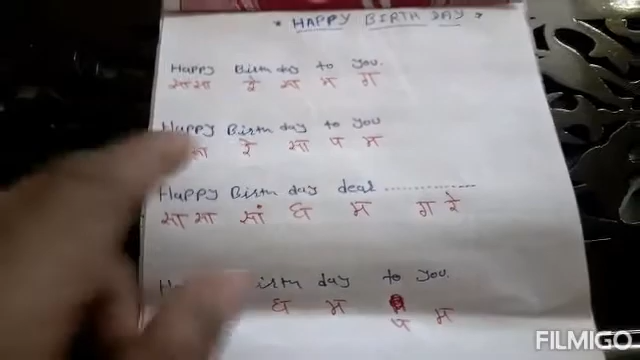 * HAPPY BIRTH DAY *
Happy Birth day to you.
सा सा रे सा म ग
Happy Birth day to you
सा रे सा प म
Happy Birth day dear ..............
सा सा सां ध म ग रे
day to you.
ध म
प म
FILMIGO